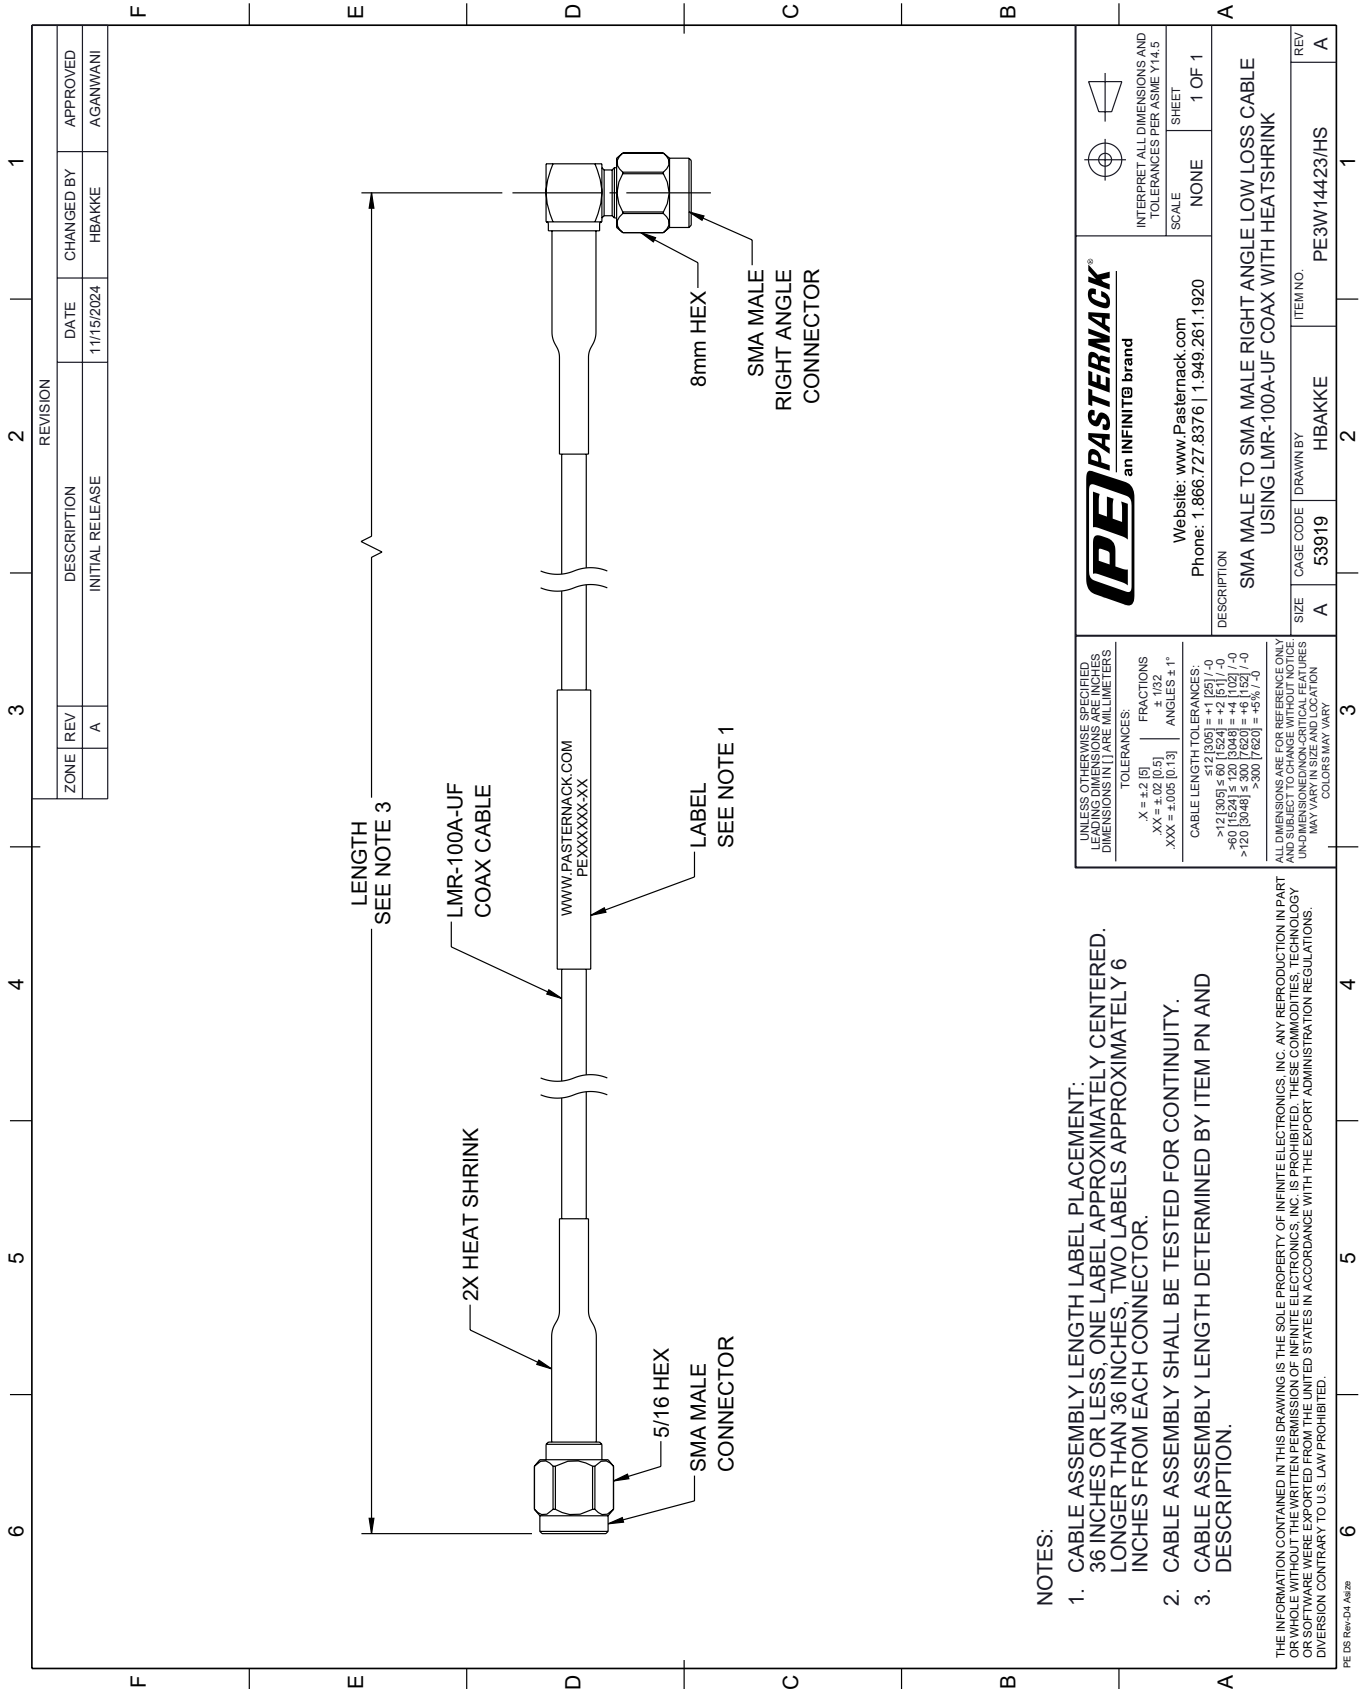 6 5 4 3 2 1
F
E
D
C
B
A
REVISION
ZONE REV DESCRIPTION DATE CHANGED BY APPROVED
A INITIAL RELEASE 11/15/2024 HBAKKE AGANWANI
LENGTH
SEE NOTE 3
LMR-100A-UF
COAX CABLE
2X HEAT SHRINK
WWW.PASTERNACK.COM
PEXXXXXX-XX
5/16 HEX
SMA MALE
CONNECTOR
LABEL
SEE NOTE 1
8mm HEX
SMA MALE
RIGHT ANGLE
CONNECTOR
NOTES:
1. CABLE ASSEMBLY LENGTH LABEL PLACEMENT:
36 INCHES OR LESS, ONE LABEL APPROXIMATELY CENTERED.
LONGER THAN 36 INCHES, TWO LABELS APPROXIMATELY 6
INCHES FROM EACH CONNECTOR.
2. CABLE ASSEMBLY SHALL BE TESTED FOR CONTINUITY.
3. CABLE ASSEMBLY LENGTH DETERMINED BY ITEM PN AND
DESCRIPTION.
THE INFORMATION CONTAINED IN THIS DRAWING IS THE SOLE PROPERTY OF INFINITE ELECTRONICS, INC. ANY REPRODUCTION IN PART
OR WHOLE WITHOUT THE WRITTEN PERMISSION OF INFINITE ELECTRONICS, INC. IS PROHIBITED. THESE COMMODITIES, TECHNOLOGY
OR SOFTWARE WERE EXPORTED FROM THE UNITED STATES IN ACCORDANCE WITH THE EXPORT ADMINISTRATION REGULATIONS.
DIVERSION CONTRARY TO U.S. LAW PROHIBITED.
UNLESS OTHERWISE SPECIFIED
LEADING DIMENSIONS ARE INCHES
DIMENSIONS IN [ ] ARE MILLIMETERS
TOLERANCES:
.X = ±.2 [5]
.XX = ±.02 [0.5]
.XXX = ±.005 [0.13]
FRACTIONS
± 1/32
ANGLES ± 1°
CABLE LENGTH TOLERANCES:
≤12 [305] = +1 [25] / -0
>12 [305] ≤ 60 [1524] = +2 [51] / -0
>60 [1524] ≤ 120 [3048] = +4 [102] / -0
>120 [3048] ≤ 300 [7620] = +6 [152] / -0
>300 [7620] = +5% / -0
ALL DIMENSIONS ARE FOR REFERENCE ONLY
AND SUBJECT TO CHANGE WITHOUT NOTICE.
UN-DIMENSIONED/NON-CRITICAL FEATURES
MAY VARY IN SIZE AND LOCATION
COLORS MAY VARY
PE PASTERNACK®
an INFINITE brand
Website: www.Pasternack.com
Phone: 1.866.727.8376 | 1.949.261.1920
INTERPRET ALL DIMENSIONS AND
TOLERANCES PER ASME Y14.5
SCALE NONE
SHEET 1 OF 1
DESCRIPTION
SMA MALE TO SMA MALE RIGHT ANGLE LOW LOSS CABLE
USING LMR-100A-UF COAX WITH HEATSHRINK
SIZE A
CAGE CODE 53919
DRAWN BY HBAKKE
ITEM NO. PE3W14423/HS
REV A
F
E
D
C
B
A
6 5 4 3 2 1
PE DS Rev-D4 Asize